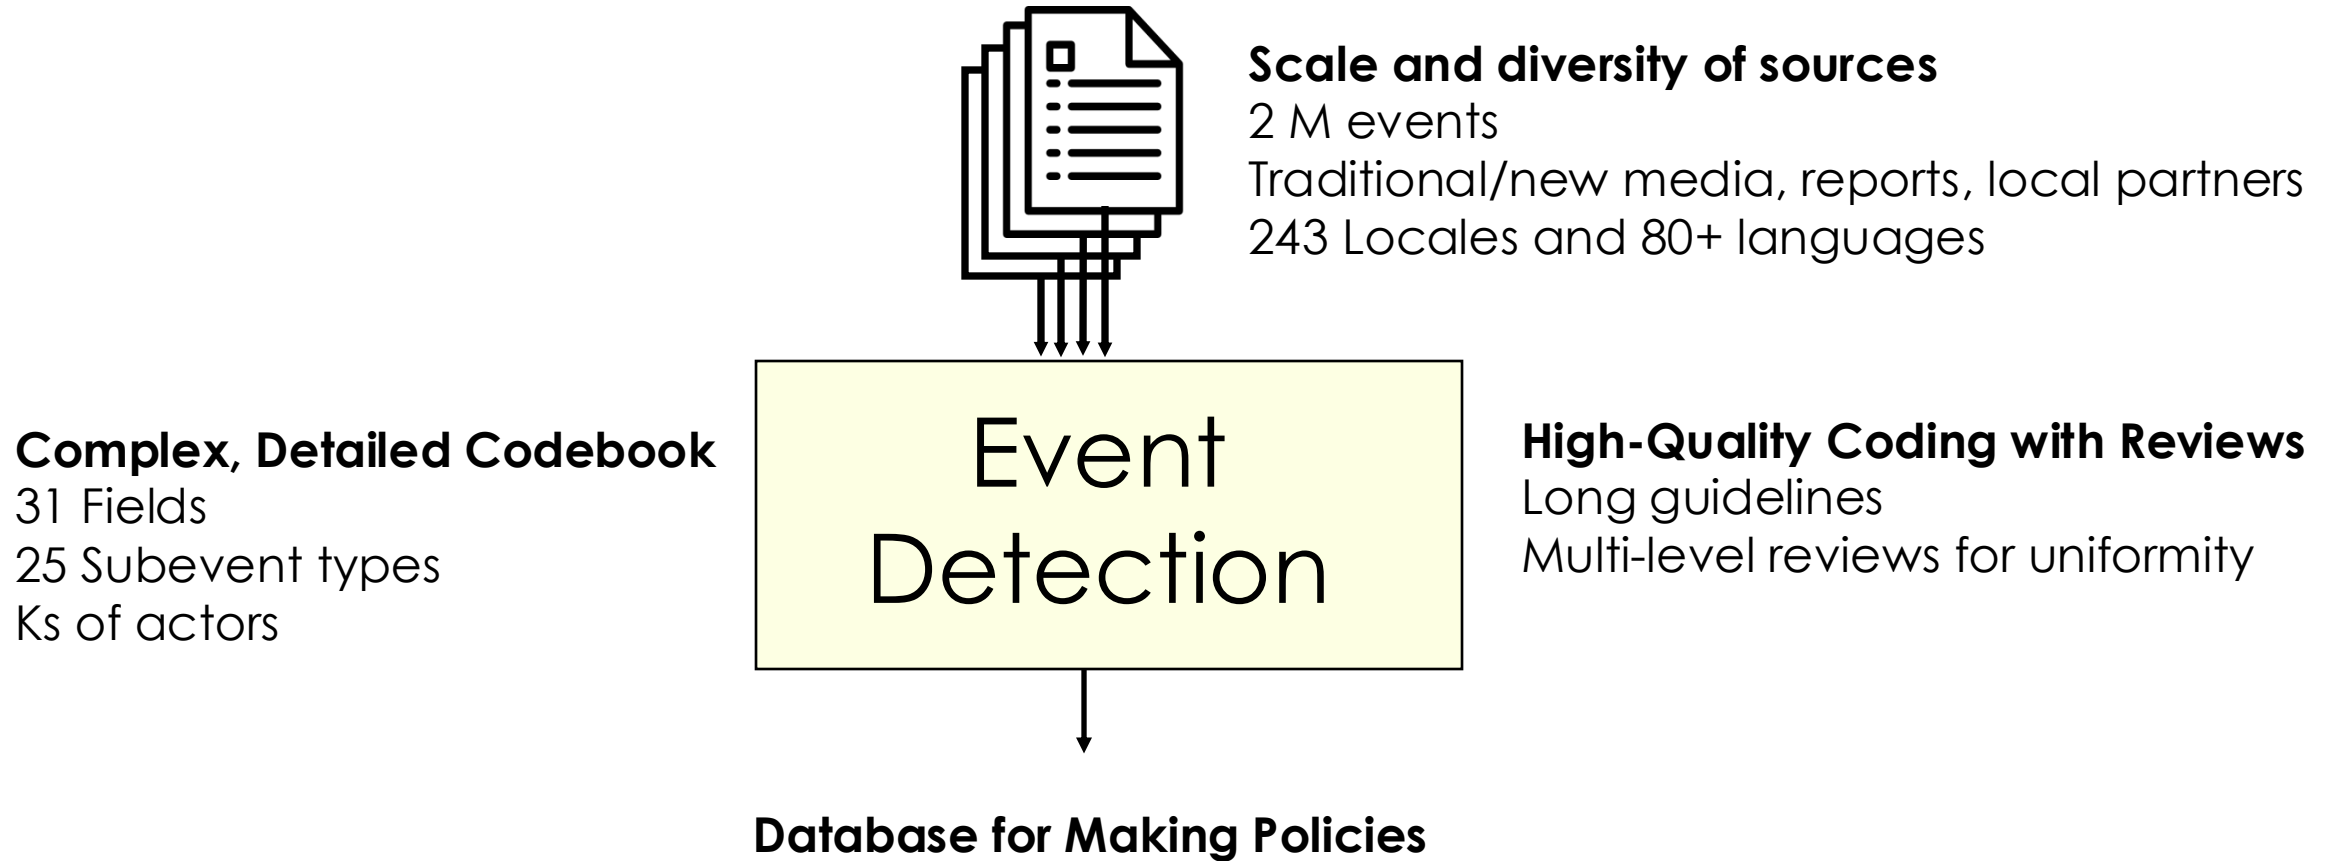 Scale and diversity of sources
2 M events
Traditional/new media, reports, local partners
243 Locales and 80+ languages
Complex, Detailed Codebook
31 Fields
25 Subevent types
Ks of actors
Event
Detection
High-Quality Coding with Reviews
Long guidelines
Multi-level reviews for uniformity
Database for Making Policies